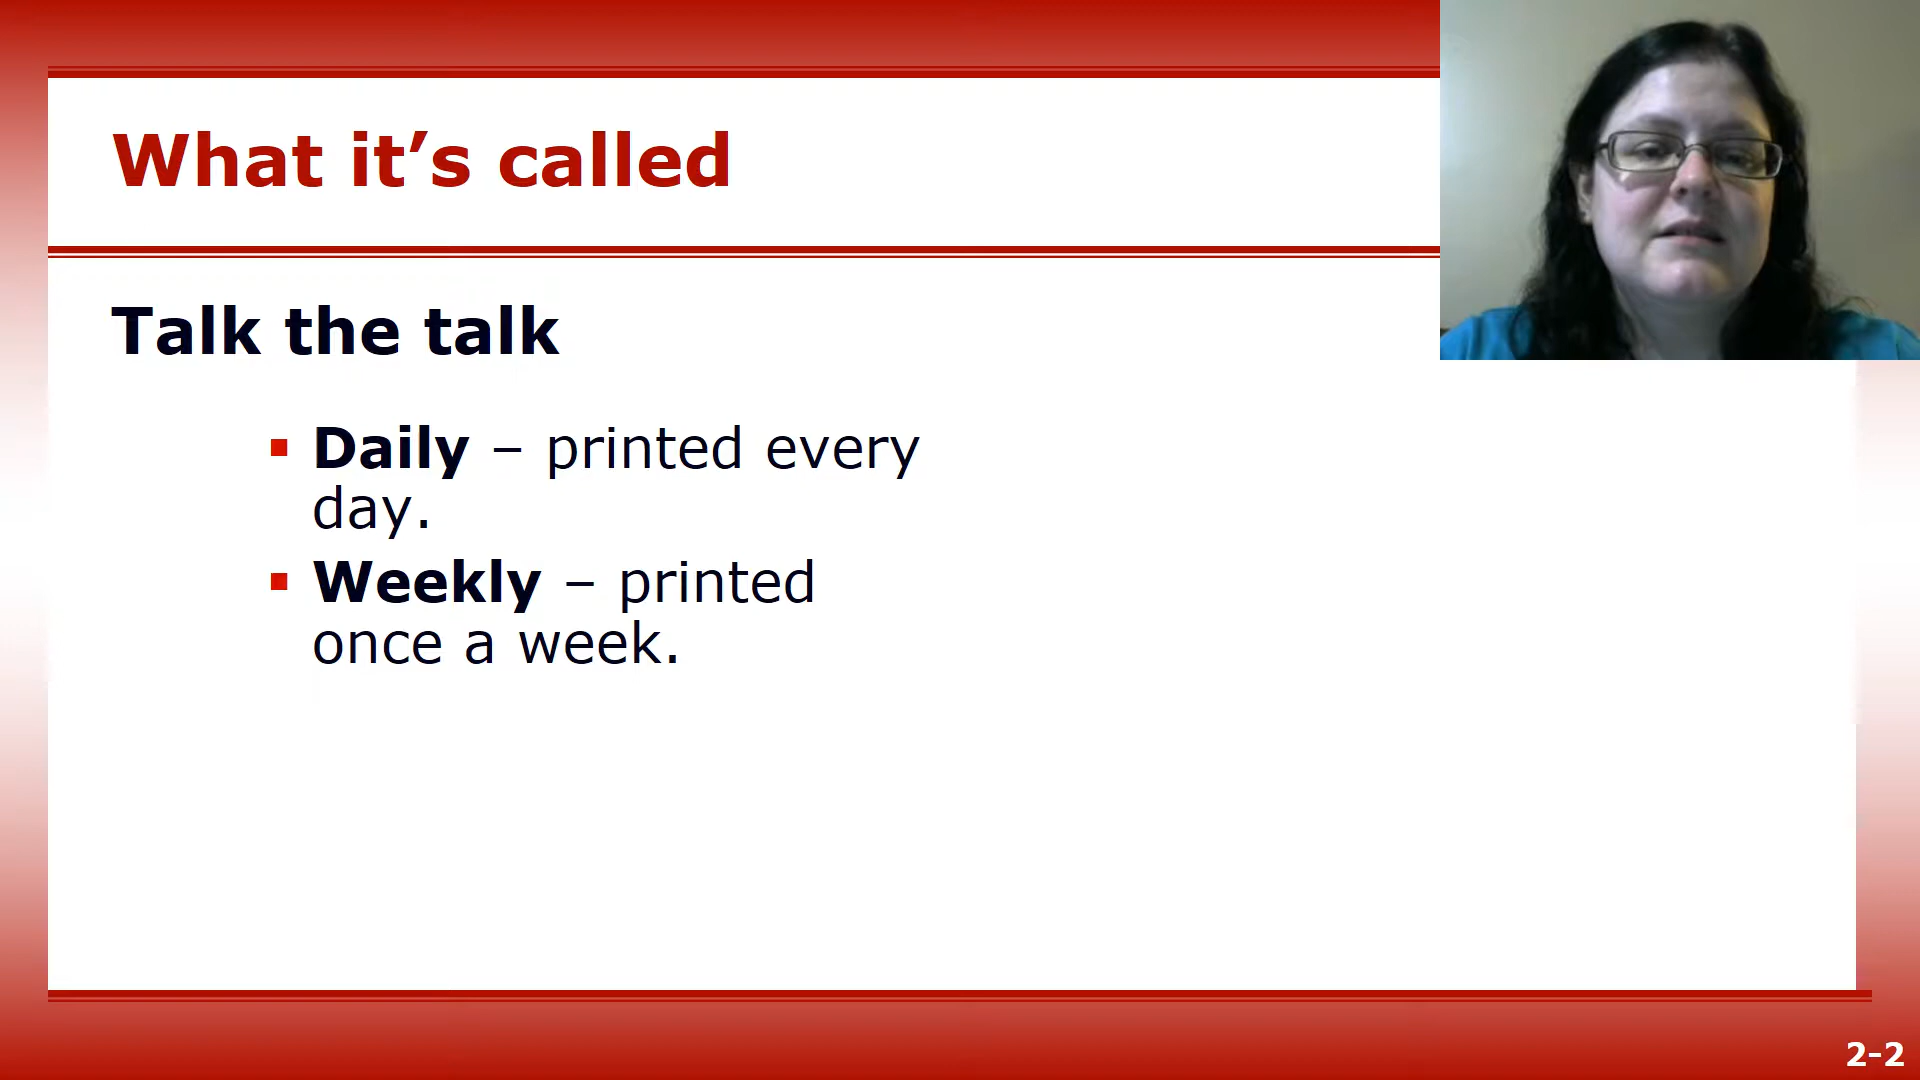 What it’s called
Talk the talk
▪ Daily – printed every
day.
▪ Weekly – printed
once a week.
2-2